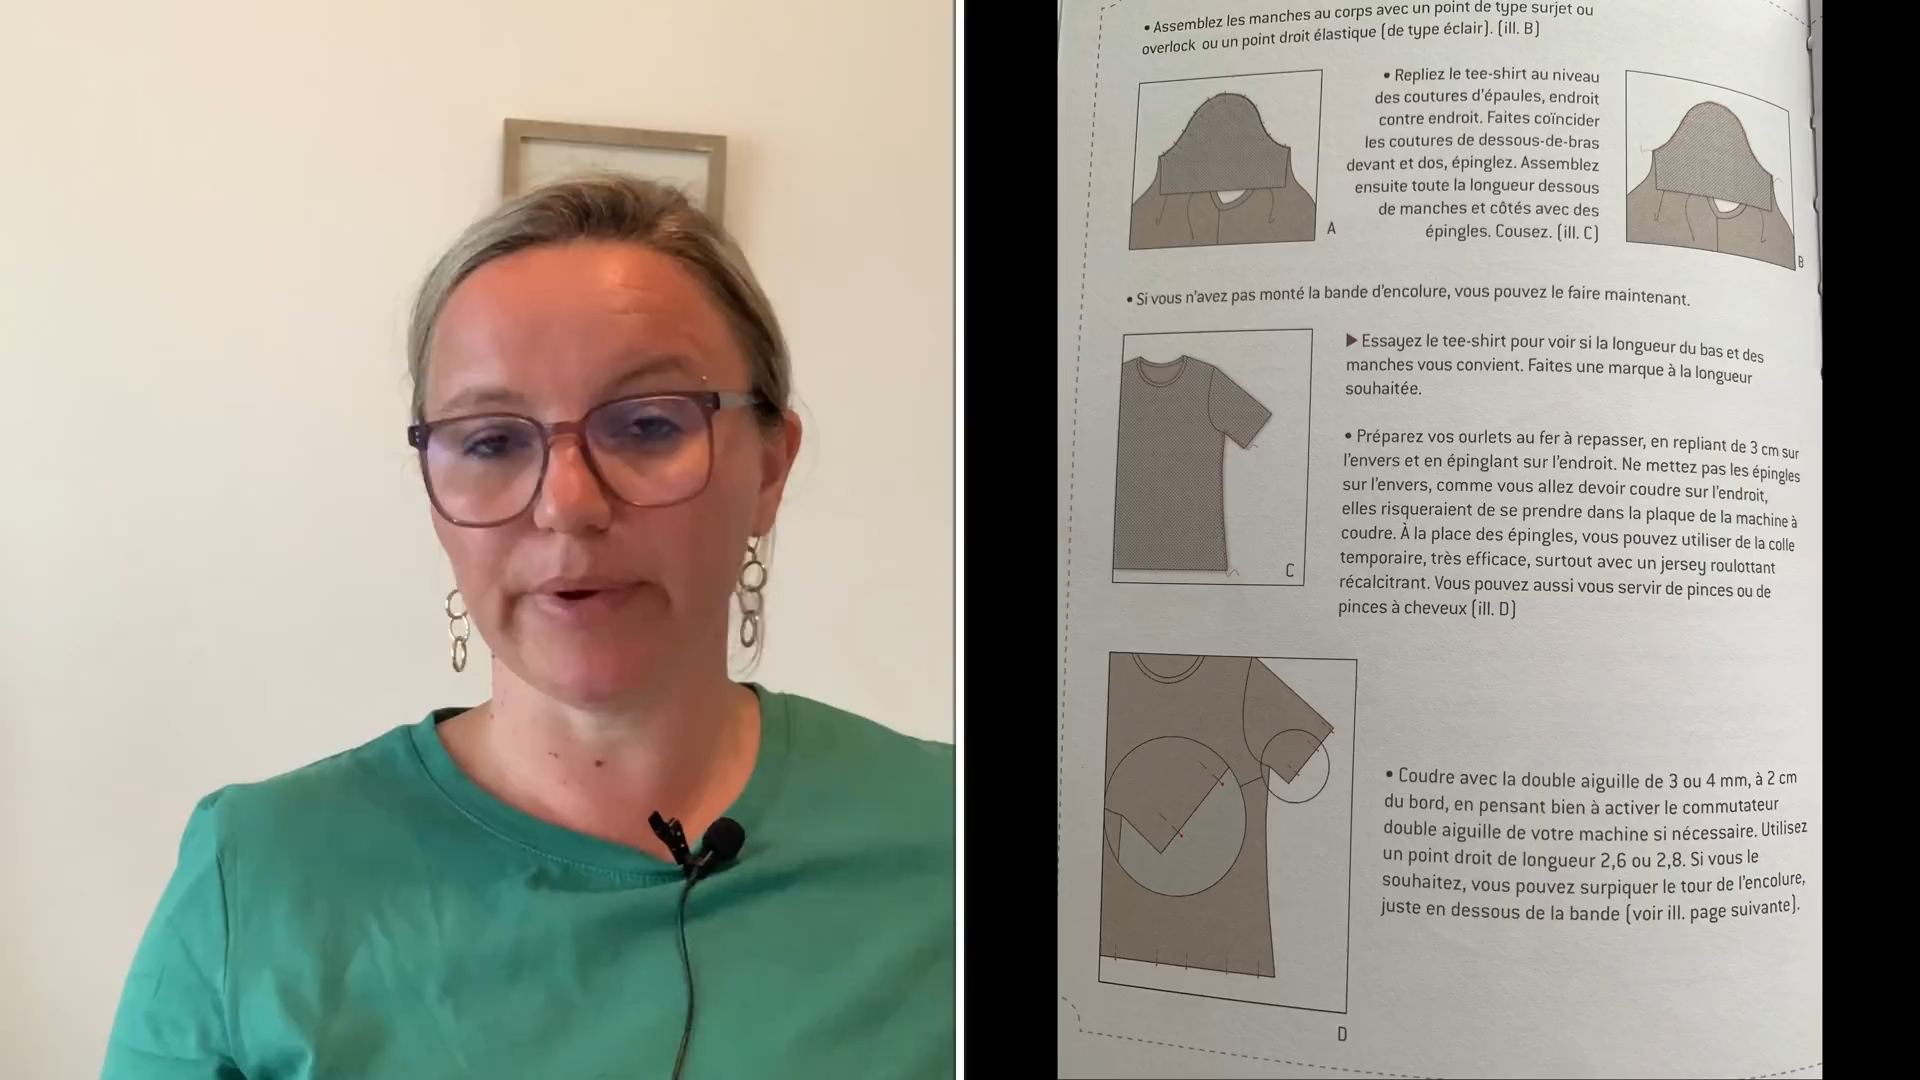 • Assemblez les manches au corps avec un point de type surjet ou
overlock ou un point droit élastique (de type éclair). (ill. B)
• Repliez le tee-shirt au niveau
des coutures d'épaules, endroit
contre endroit. Faites coïncider
les coutures de dessous-de-bras
devant et dos, épinglez. Assemblez
ensuite toute la longueur dessous
de manches et côtés avec des
épingles. Cousez. (ill. C)
A
B
• Si vous n'avez pas monté la bande d'encolure, vous pouvez le faire maintenant.
▶ Essayez le tee-shirt pour voir si la longueur du bas et des
manches vous convient. Faites une marque à la longueur
souhaitée.
• Préparez vos ourlets au fer à repasser, en repliant de 3 cm sur
l'envers et en épinglant sur l'endroit. Ne mettez pas les épingles
sur l'envers, comme vous allez devoir coudre sur l'endroit,
elles risqueraient de se prendre dans la plaque de la machine à
coudre. À la place des épingles, vous pouvez utiliser de la colle
temporaire, très efficace, surtout avec un jersey roulottant
récalcitrant. Vous pouvez aussi vous servir de pinces ou de
pinces à cheveux (ill. D)
C
• Coudre avec la double aiguille de 3 ou 4 mm, à 2 cm
du bord, en pensant bien à activer le commutateur
double aiguille de votre machine si nécessaire. Utilisez
un point droit de longueur 2,6 ou 2,8. Si vous le
souhaitez, vous pouvez surpiquer le tour de l'encolure,
juste en dessous de la bande (voir ill. page suivante).
D